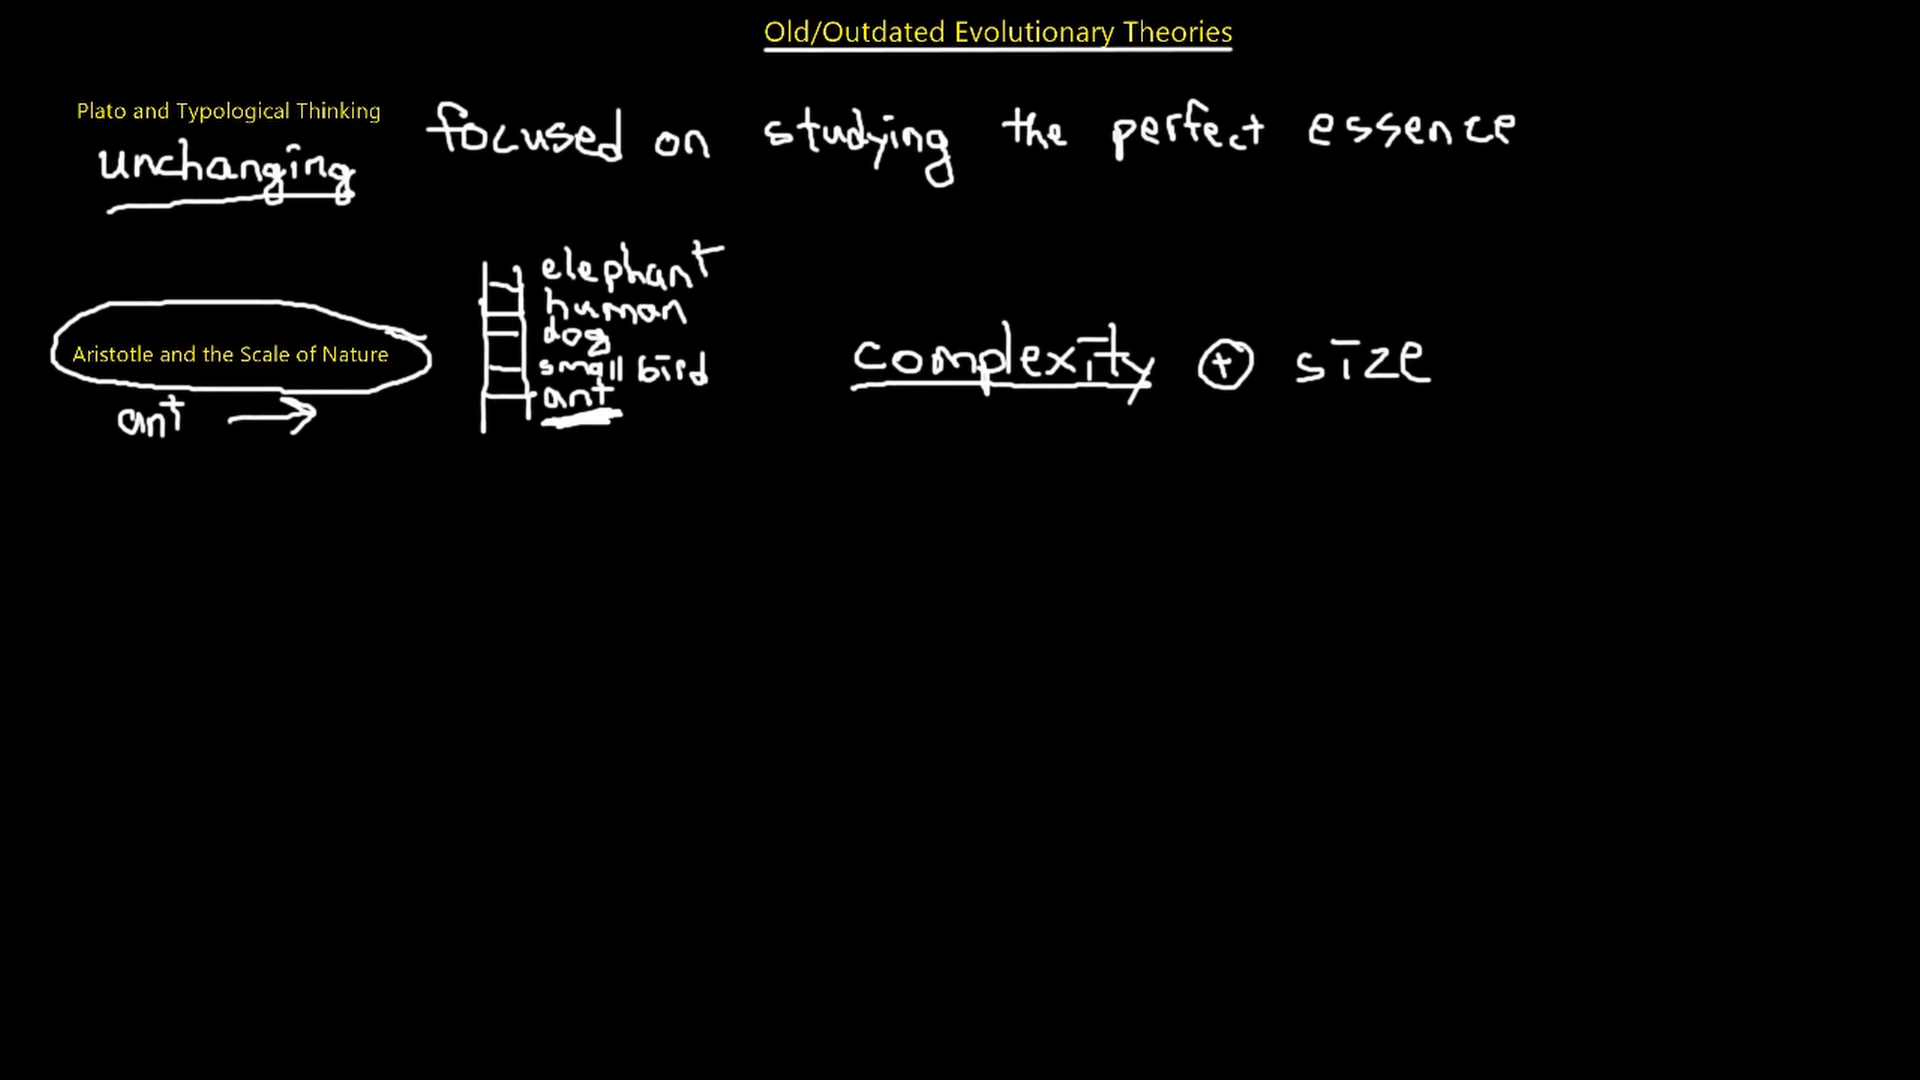 Old/Outdated Evolutionary Theories
Plato and Typological Thinking
focused on studying the perfect essence
unchanging
elephant
human
dog
small bird
ant
Aristotle and the Scale of Nature
ant →
complexity ⊕ size